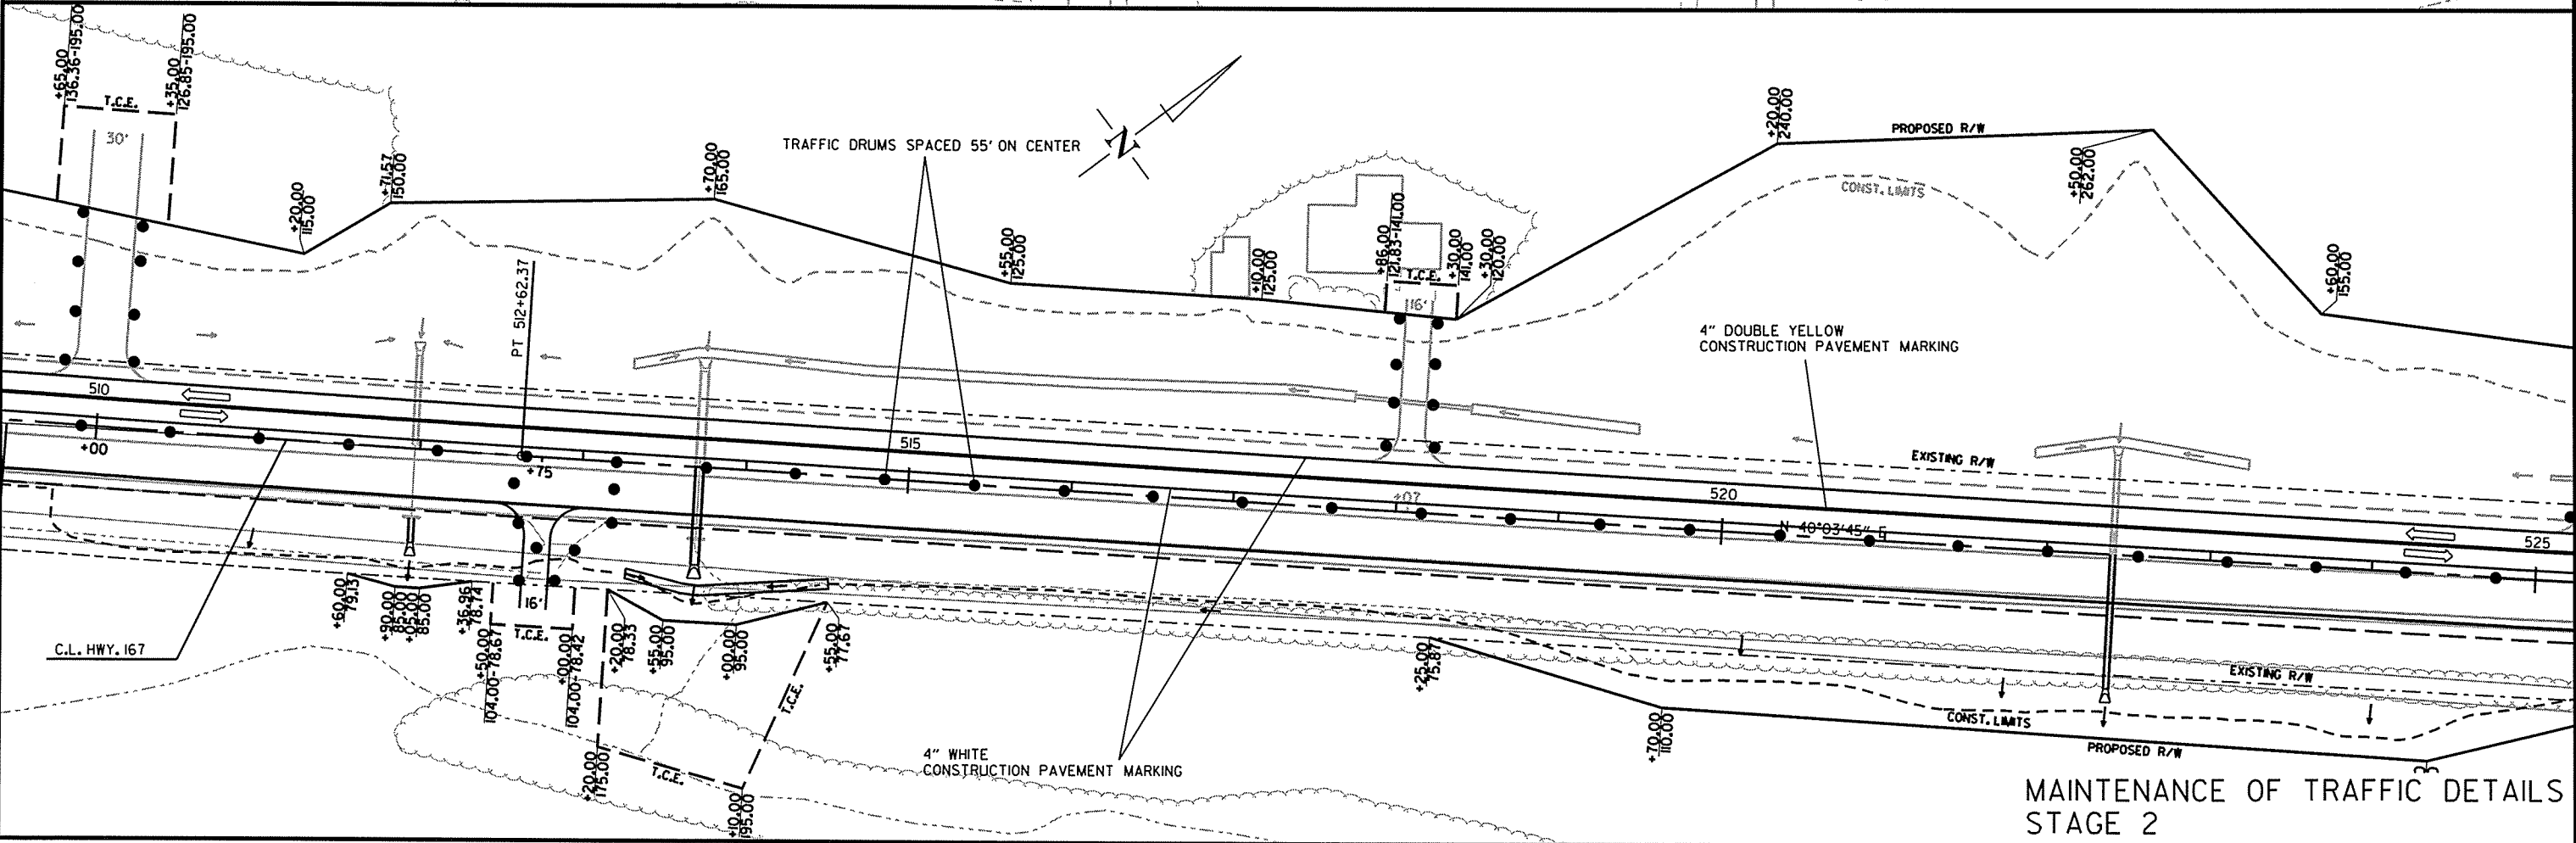 +65.00
136.36-195.00
+35.00
126.85-195.00
T.C.E.
30'
+20.00
115.00
+71.57
150.00
+70.00
165.00
TRAFFIC DRUMS SPACED 55' ON CENTER
N
+55.00
125.00
+10.00
125.00
+86.00
121.83-141.00
T.C.E.
+30.00
141.00
+30.00
120.00
16'
+20.00
240.00
PROPOSED R/W
CONST. LIMITS
+50.00
262.00
+60.00
155.00
4" DOUBLE YELLOW
CONSTRUCTION PAVEMENT MARKING
PT 512+62.37
510
+00
+75
515
+07
520
N 40°03'45" E
EXISTING R/W
525
C.L. HWY. 167
+60.00
79.13
+90.00
85.00
+05.00
85.00
+36.96
78.74
+50.00
104.00-78.67
16'
T.C.E.
+00.00
104.00-78.42
+20.00
78.33
+55.00
95.00
+00.00
95.00
+55.00
77.67
T.C.E.
T.C.E.
+20.00
175.00
+10.00
195.00
4" WHITE
CONSTRUCTION PAVEMENT MARKING
+25.00
75.87
+70.00
110.00
EXISTING R/W
CONST. LIMITS
PROPOSED R/W
MAINTENANCE OF TRAFFIC DETAILS
STAGE 2